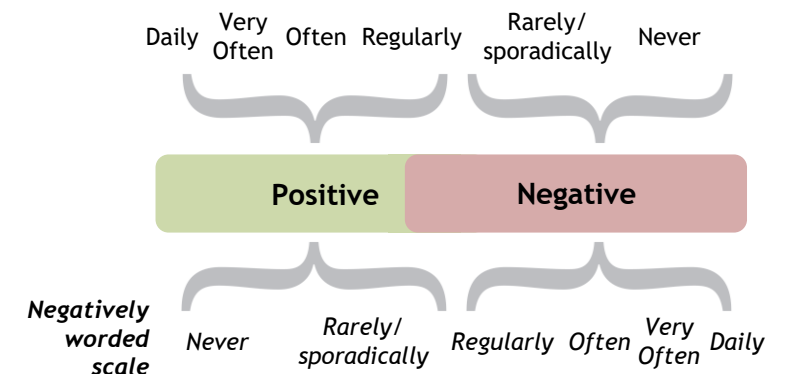 Daily Very Often Often Regularly Rarely/ sporadically Never
Positive Negative
Negatively worded scale
Never Rarely/ sporadically Regularly Often Very Often Daily